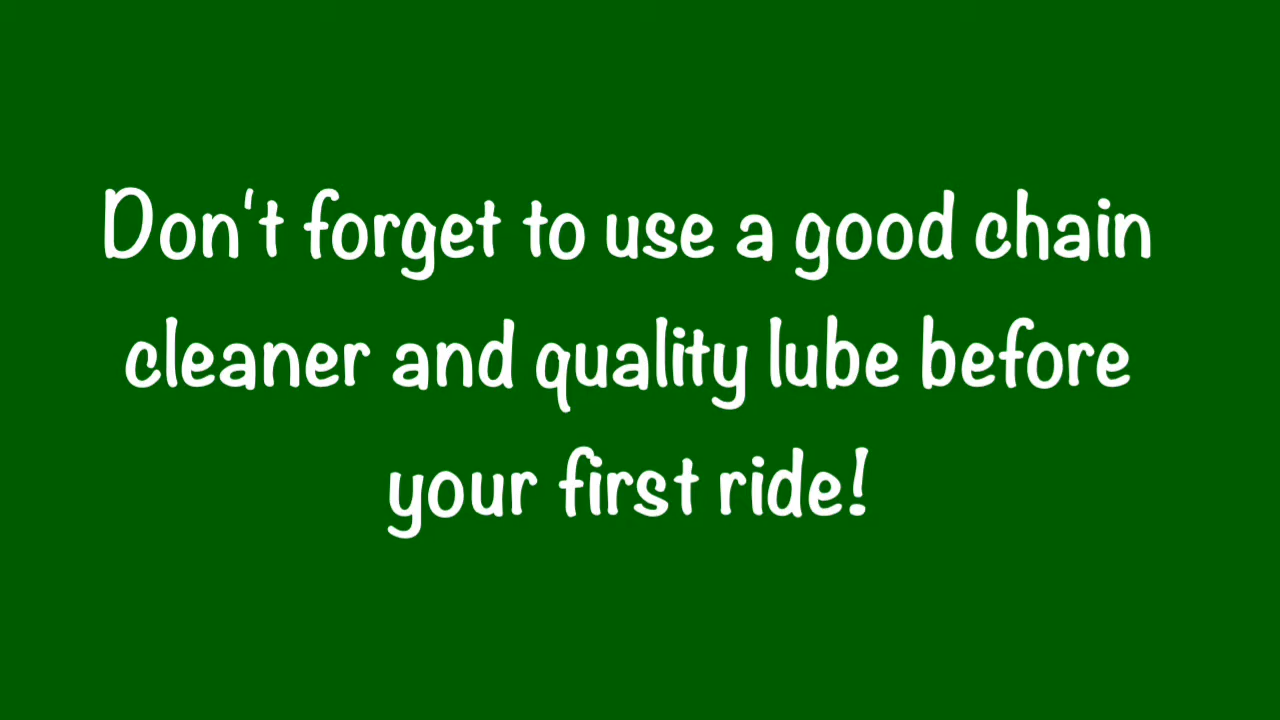 Don't forget to use a good chain
cleaner and quality lube before
your first ride!